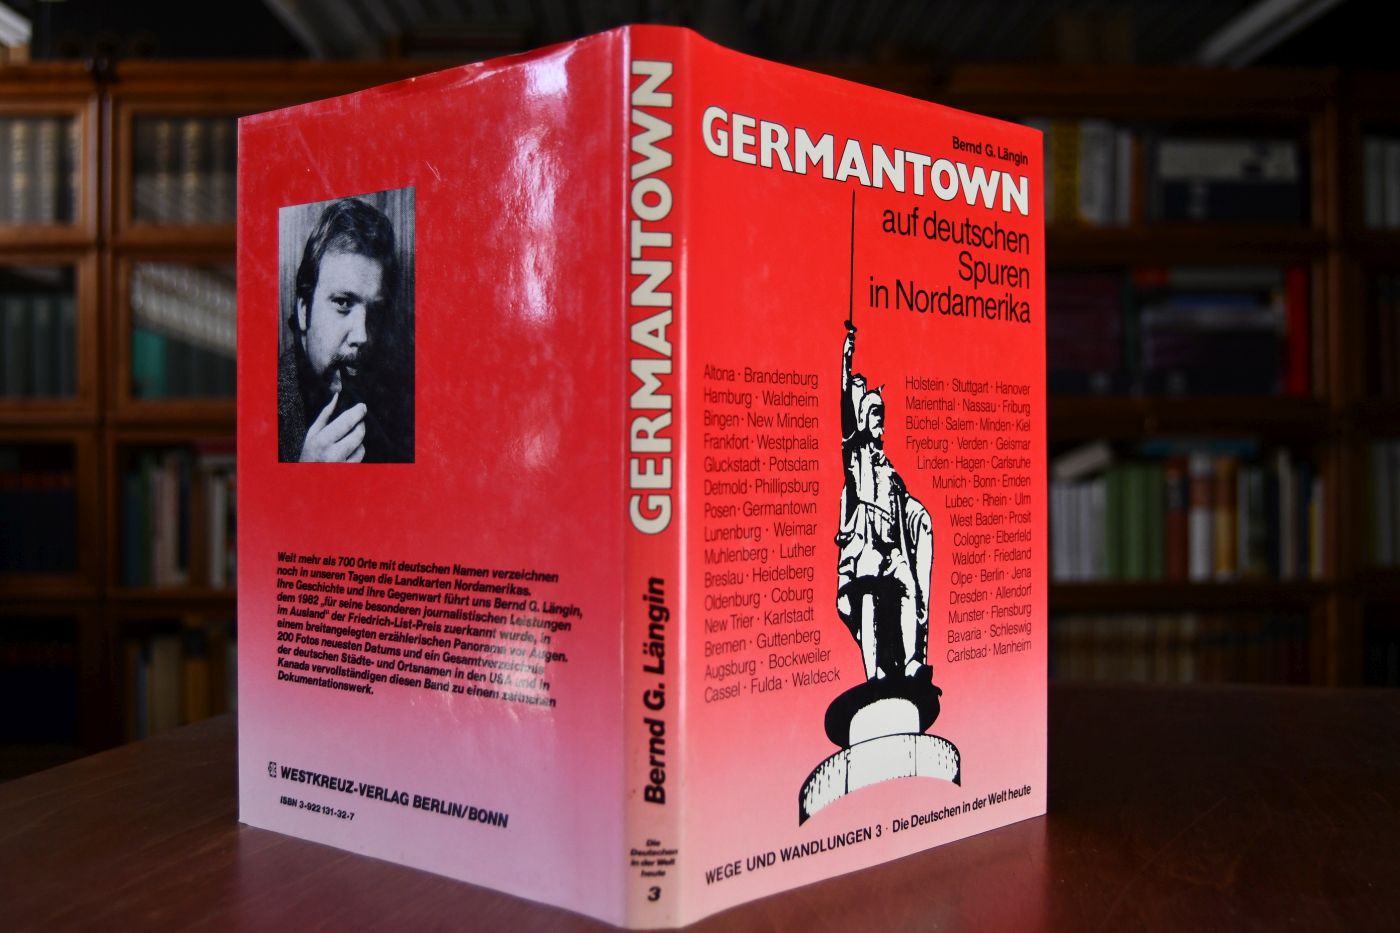 Weit mehr als 700 Orte mit deutschen Namen verzeichnen
noch in unseren Tagen die Landkarten Nordamerikas.
Ihre Geschichte und ihre Gegenwart führt uns Bernd G. Längin,
dem 1982 „für seine besonderen journalistischen Leistungen
im Ausland“ der Friedrich-List-Preis zuerkannt wurde, in
einem breitangelegten erzählerischen Panorama vor Augen.
200 Fotos neuesten Datums und ein Gesamtverzeichnis
der deutschen Städte- und Ortsnamen in den USA und in
Kanada vervollständigen diesen Band zu einem zeitnahen
Dokumentationswerk.
WESTKREUZ-VERLAG BERLIN/BONN
ISBN 3-922131-32-7
GERMANTOWN
Bernd G. Längin
Die
Deutschen
in der Welt
heute
3
Bernd G. Längin
GERMANTOWN
auf deutschen
Spuren
in Nordamerika
Altona · Brandenburg
Hamburg · Waldheim
Bingen · New Minden
Frankfort · Westphalia
Gluckstadt · Potsdam
Detmold · Phillipsburg
Posen · Germantown
Lunenburg · Weimar
Muhlenberg · Luther
Breslau · Heidelberg
Oldenburg · Coburg
New Trier · Karlstadt
Bremen · Guttenberg
Augsburg · Bockweiler
Cassel · Fulda · Waldeck
Holstein · Stuttgart · Hanover
Marienthal · Nassau · Friburg
Büchel · Salem · Minden · Kiel
Fryeburg · Verden · Geismar
Linden · Hagen · Carlsruhe
Munich · Bonn · Emden
Lubec · Rhein · Ulm
West Baden · Prosit
Cologne · Elberfeld
Waldorf · Friedland
Olpe · Berlin · Jena
Dresden · Allendorf
Munster · Flensburg
Bavaria · Schleswig
Carlsbad · Manheim
WEGE UND WANDLUNGEN 3 · Die Deutschen in der Welt heute